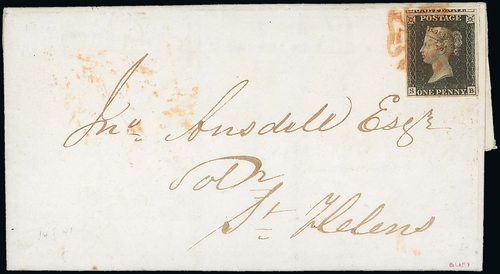 POSTAGE
S ONE PENNY B
Jno. Ansdell Esqr
Solr
St. Helens